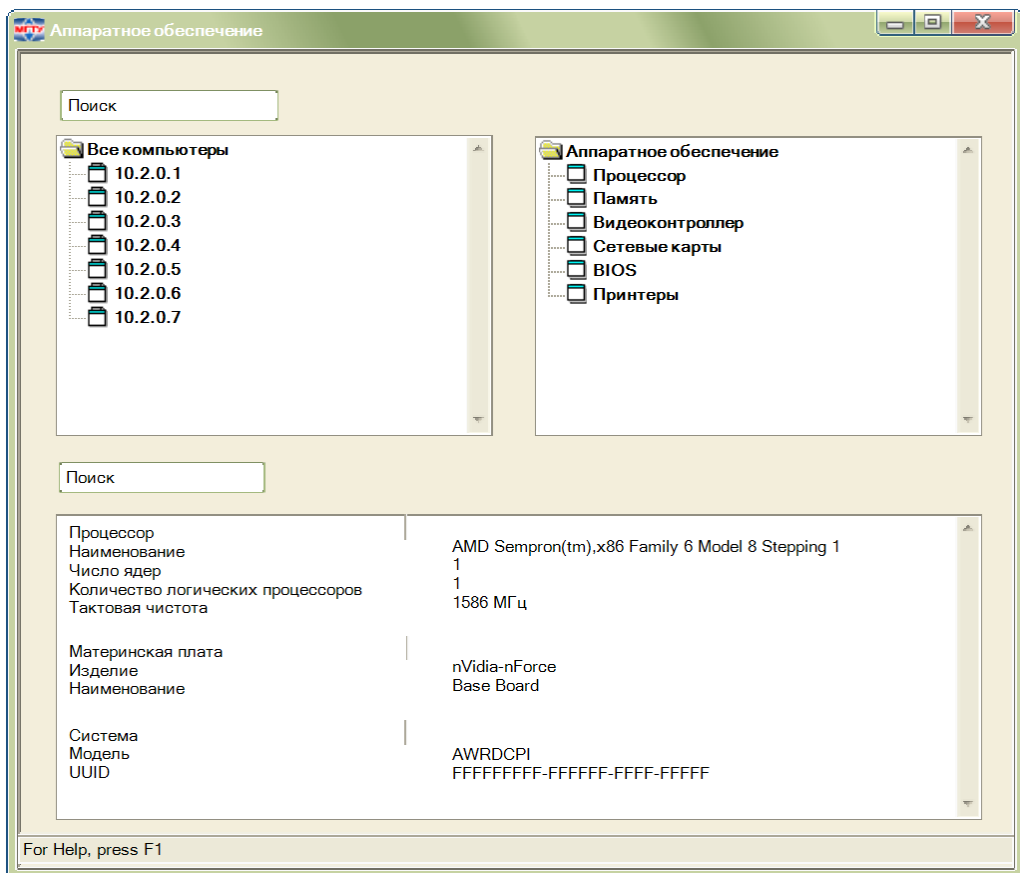 МГТУ Аппаратное обеспечение
Поиск
Все компьютеры
10.2.0.1
10.2.0.2
10.2.0.3
10.2.0.4
10.2.0.5
10.2.0.6
10.2.0.7
Аппаратное обеспечение
Процессор
Память
Видеоконтроллер
Сетевые карты
BIOS
Принтеры
Поиск
Процессор
Наименование AMD Sempron(tm),x86 Family 6 Model 8 Stepping 1
Число ядер 1
Количество логических процессоров 1
Тактовая чистота 1586 МГц
Материнская плата
Изделие nVidia-nForce
Наименование Base Board
Система
Модель AWRDCPI
UUID FFFFFFFFF-FFFFFF-FFFF-FFFFF
For Help, press F1